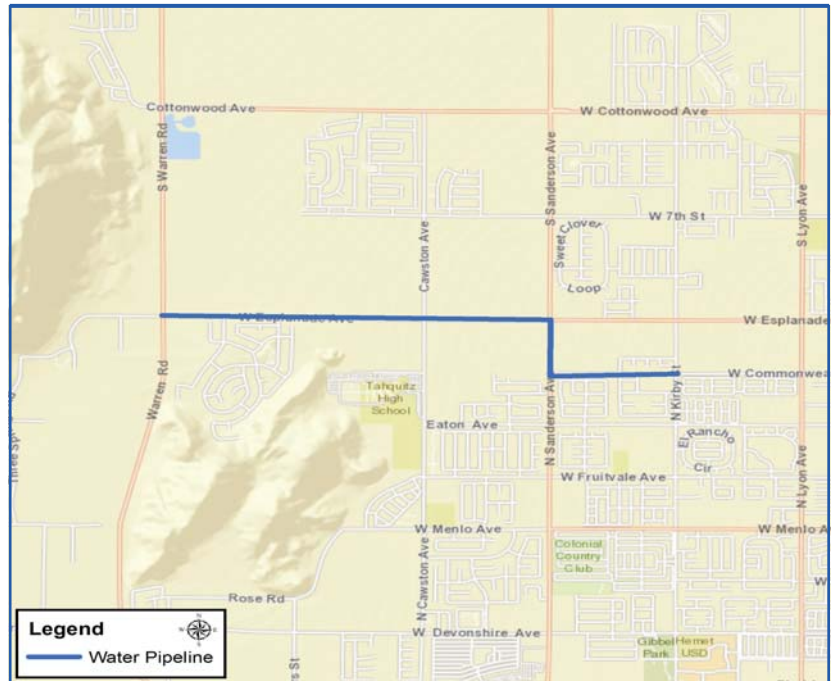 Cottonwood Ave
W Cottonwood Ave
S Warren Rd
S Sanderson Ave
S Lyon Ave
W 7th St
Cawston Ave
Sweet Clover
Loop
W Esplanade Ave
W Esplanade
Warren Rd
W Commonwea
Tahquitz
High
School
N Kirby St
N Sanderson Ave
Eaton Ave
El Rancho
Cir
N Lyon Ave
W Fruitvale Ave
W Menlo Ave
W Menlo A
Colonial
Country
Club
N Cawston Ave
W
Rose Rd
W Devonshire Ave
Gibbel
Park
Hemet
USD
s St
Legend
Water Pipeline